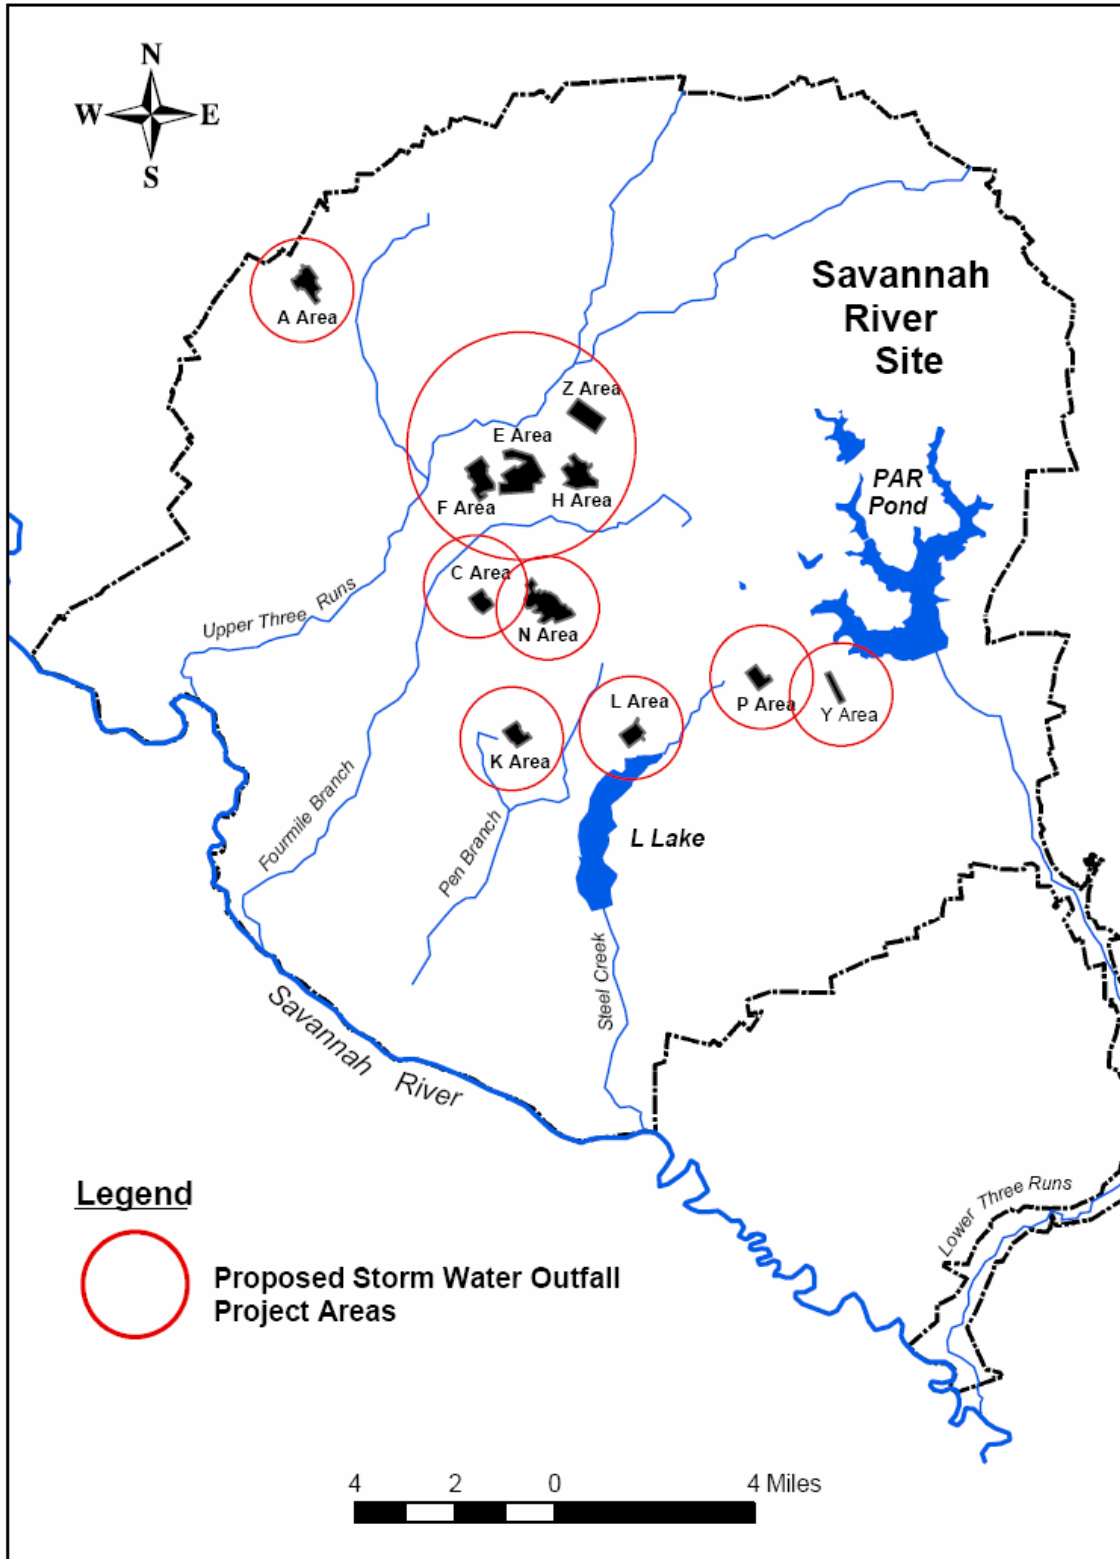 N
W E
S
Savannah
River
Site
A Area
Z Area
E Area
F Area
H Area
PAR
Pond
C Area
N Area
Upper Three Runs
L Area
P Area
Y Area
K Area
Fourmile Branch
Pen Branch
L Lake
Steel Creek
Savannah River
Lower Three Runs
Legend
Proposed Storm Water Outfall
Project Areas
4 2 0 4 Miles